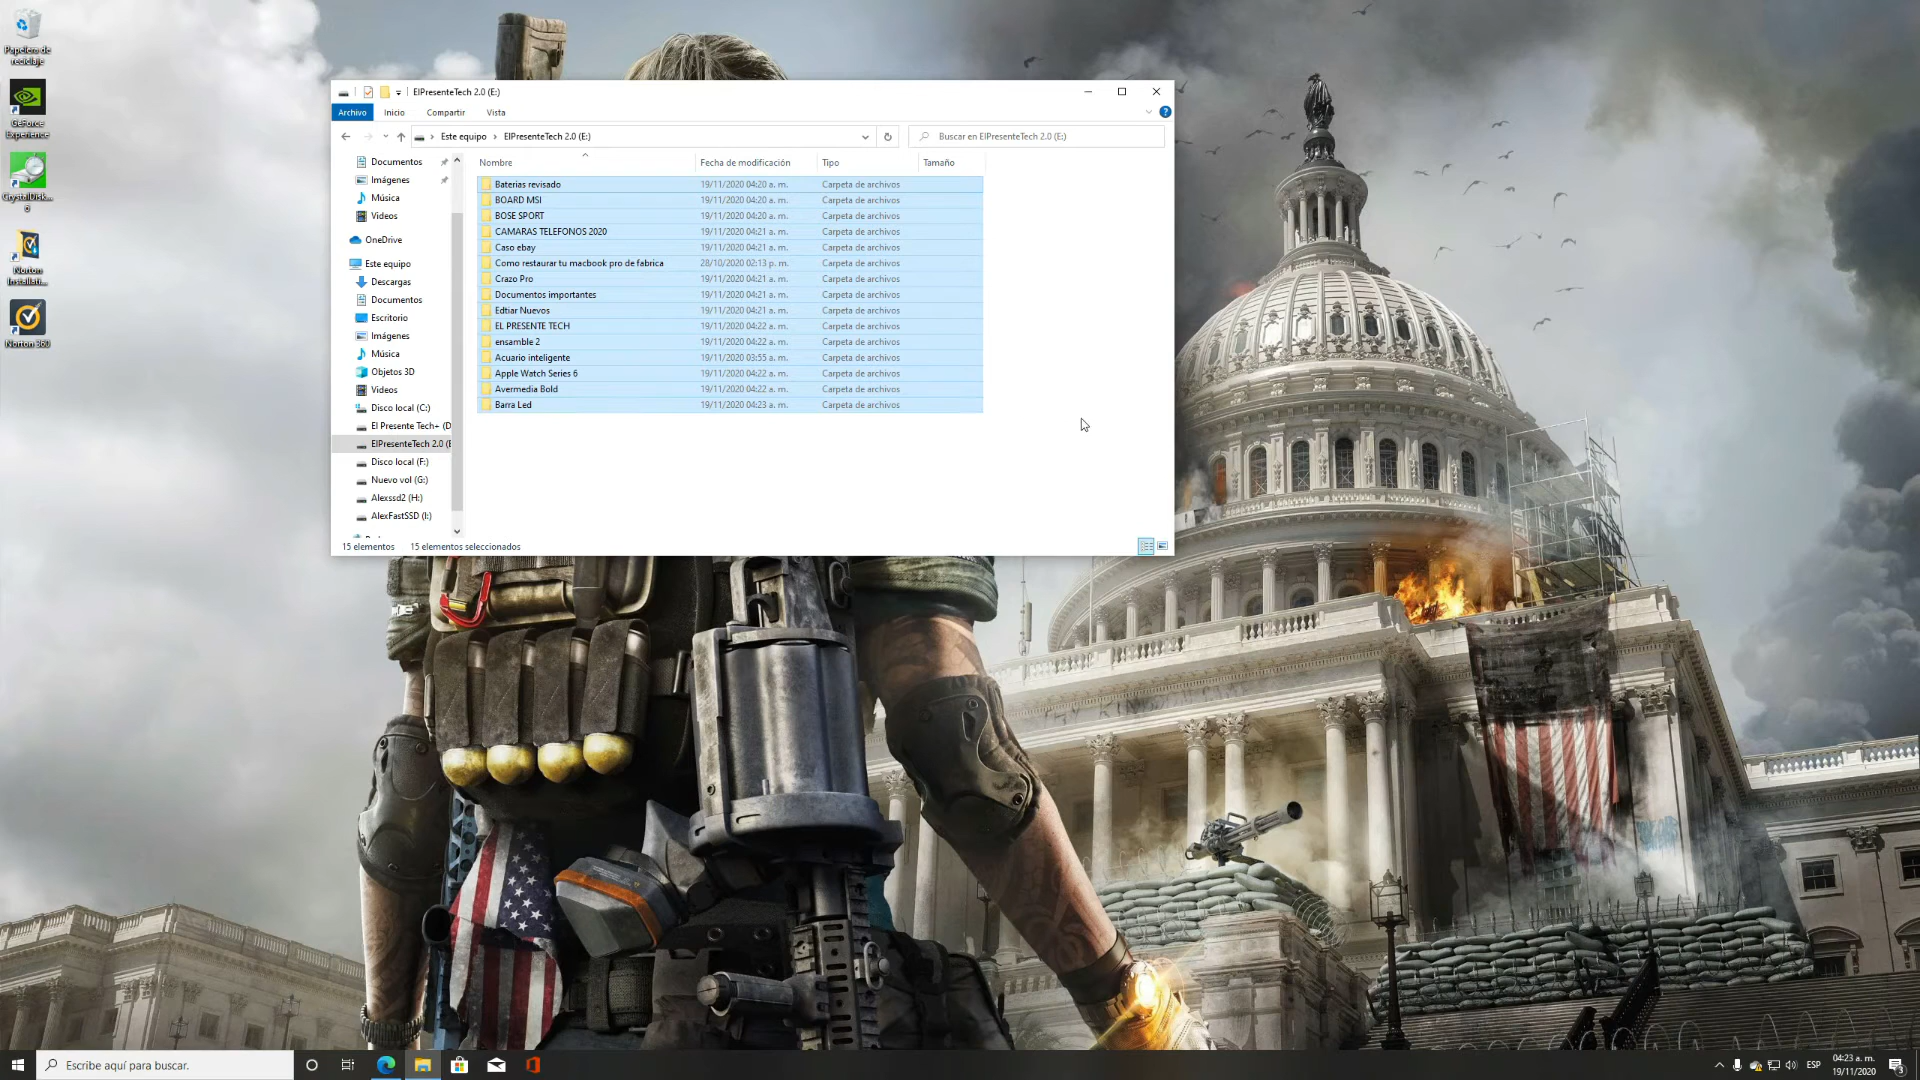 Papelera de
reciclaje
GeForce
Experience
CrystalDisk...
Norton
Installati...
Norton 360
ElPresenteTech 2.0 (E:)
Archivo
Inicio
Compartir
Vista
Este equipo > ElPresenteTech 2.0 (E:)
Buscar en ElPresenteTech 2.0 (E:)
Documentos
Imágenes
Música
Videos
OneDrive
Este equipo
Descargas
Documentos
Escritorio
Imágenes
Música
Objetos 3D
Videos
Disco local (C:)
El Presente Tech+ (D
ElPresenteTech 2.0 (E
Disco local (F:)
Nuevo vol (G:)
Alexssd2 (H:)
AlexFastSSD (I:)
Nombre Fecha de modificación Tipo Tamaño
Baterias revisado 19/11/2020 04:20 a. m. Carpeta de archivos
BOARD MSI 19/11/2020 04:20 a. m. Carpeta de archivos
BOSE SPORT 19/11/2020 04:20 a. m. Carpeta de archivos
CAMARAS TELEFONOS 2020 19/11/2020 04:21 a. m. Carpeta de archivos
Caso ebay 19/11/2020 04:21 a. m. Carpeta de archivos
Como restaurar tu macbook pro de fabrica 28/10/2020 02:13 p. m. Carpeta de archivos
Crazo Pro 19/11/2020 04:21 a. m. Carpeta de archivos
Documentos importantes 19/11/2020 04:21 a. m. Carpeta de archivos
Edtiar Nuevos 19/11/2020 04:21 a. m. Carpeta de archivos
EL PRESENTE TECH 19/11/2020 04:22 a. m. Carpeta de archivos
ensamble 2 19/11/2020 04:22 a. m. Carpeta de archivos
Acuario inteligente 19/11/2020 03:55 a. m. Carpeta de archivos
Apple Watch Series 6 19/11/2020 04:22 a. m. Carpeta de archivos
Avermedia Bold 19/11/2020 04:22 a. m. Carpeta de archivos
Barra Led 19/11/2020 04:23 a. m. Carpeta de archivos
15 elementos 15 elementos seleccionados
Escribe aquí para buscar.
ESP
04:23 a. m.
19/11/2020
3